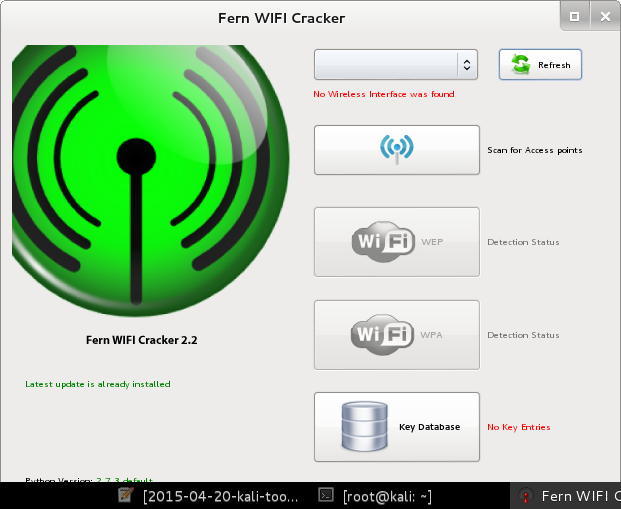 Fern WIFI Cracker
Refresh
No Wireless Interface was found
Scan for Access points
Wi Fi WEP
Detection Status
Wi Fi WPA
Detection Status
Key Database
No Key Entries
Fern WIFI Cracker 2.2
Latest update is already installed
Python Version: 2.7.3 default
[2015-04-20-kali-too...
[root@kali: ~]
Fern WIFI C